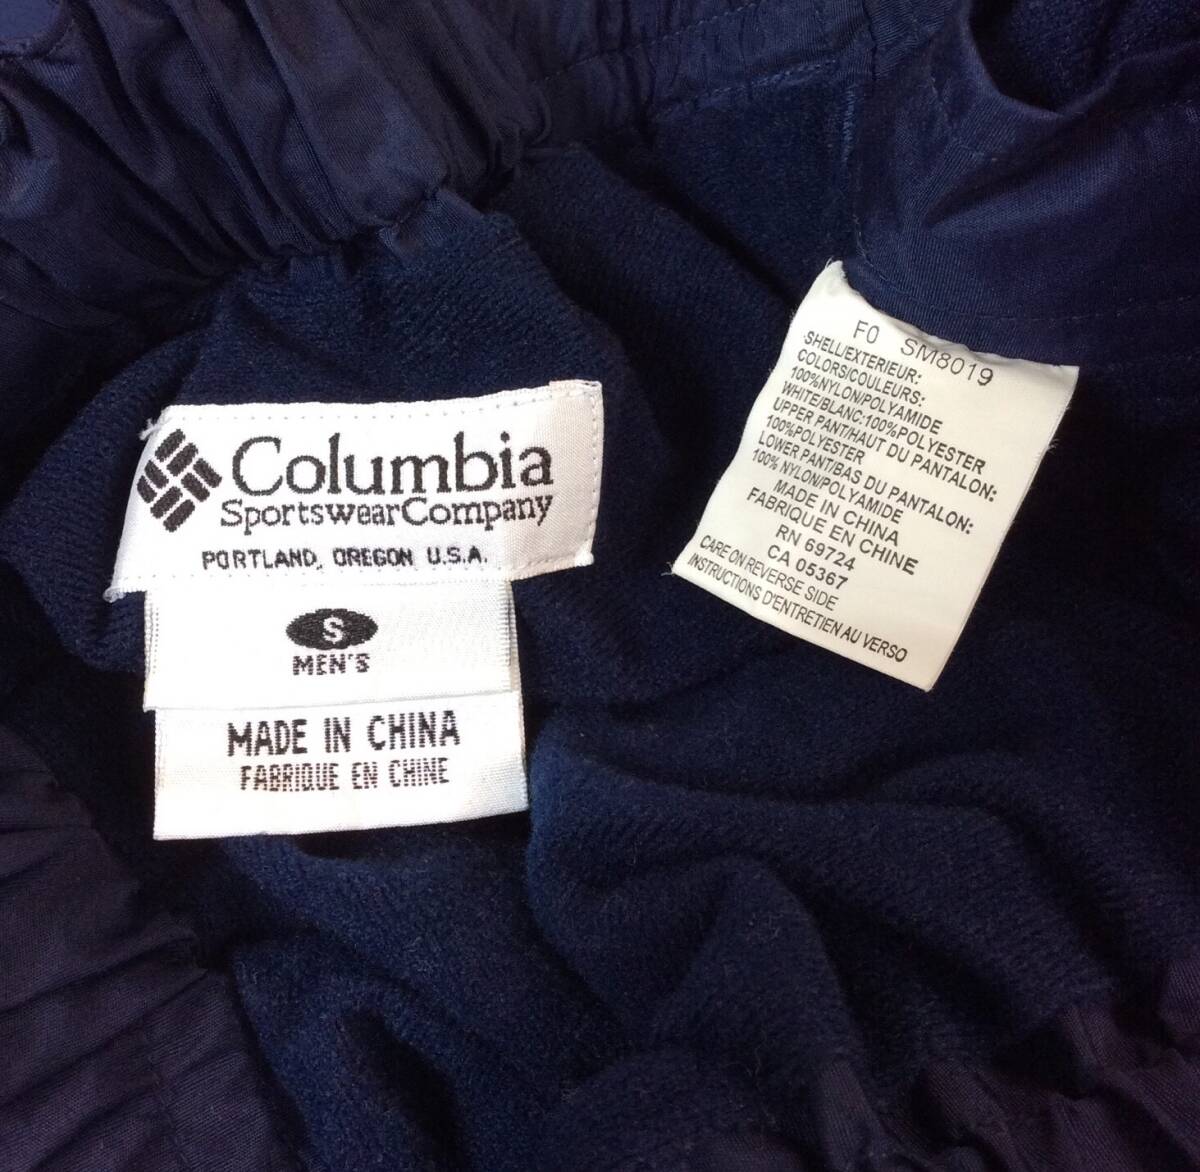 Columbia
SportswearCompany
PORTLAND, OREGON U.S.A.
S
MEN'S
MADE IN CHINA
FABRIQUE EN CHINE
F0 SM8019
SHELL/EXTERIEUR:
COLORS/COULEURS:
100%NYLON/POLYAMIDE
WHITE/BLANC:100%POLYESTER
UPPER PANT/HAUT DU PANTALON:
100%POLYESTER
LOWER PANT/BAS DU PANTALON:
100% NYLON/POLYAMIDE
MADE IN CHINA
FABRIQUE EN CHINE
RN 69724
CA 05367
CARE ON REVERSE SIDE
INSTRUCTIONS D'ENTRETIEN AU VERSO